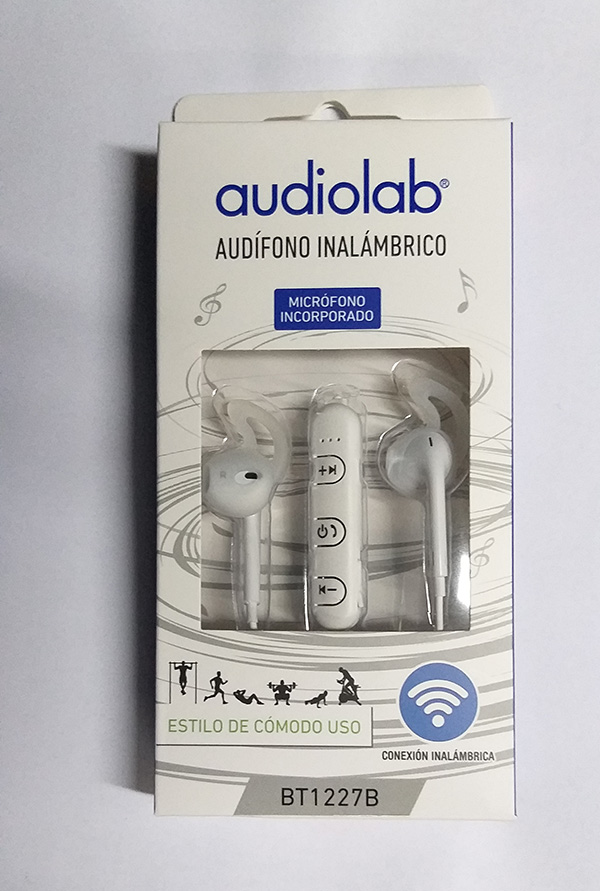 audiolab®
AUDÍFONO INALÁMBRICO
MICRÓFONO
INCORPORADO
ESTILO DE CÓMODO USO
CONEXIÓN INALÁMBRICA
BT1227B